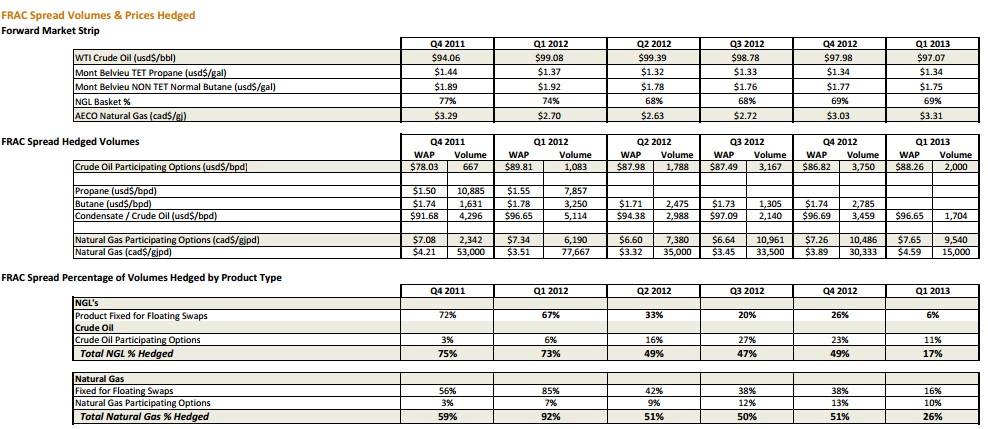 FRAC Spread Volumes & Prices Hedged
Forward Market Strip
Q4 2011 Q1 2012 Q2 2012 Q3 2012 Q4 2012 Q1 2013
WTI Crude Oil (usd$/bbl) $94.06 $99.08 $99.39 $98.78 $97.98 $97.07
Mont Belvieu TET Propane (usd$/gal) $1.44 $1.37 $1.32 $1.33 $1.34 $1.34
Mont Belvieu NON TET Normal Butane (usd$/gal) $1.89 $1.92 $1.78 $1.76 $1.77 $1.75
NGL Basket % 77% 74% 68% 68% 69% 69%
AECO Natural Gas (cad$/gj) $3.29 $2.70 $2.63 $2.72 $3.03 $3.31
FRAC Spread Hedged Volumes Q4 2011 Q1 2012 Q2 2012 Q3 2012 Q4 2012 Q1 2013
WAP Volume WAP Volume WAP Volume WAP Volume WAP Volume WAP Volume
Crude Oil Participating Options (usd$/bpd) $78.03 667 $89.81 1,083 $87.98 1,788 $87.49 3,167 $86.82 3,750 $88.26 2,000
Propane (usd$/bpd) $1.50 10,885 $1.55 7,857
Butane (usd$/bpd) $1.74 1,631 $1.78 3,250 $1.71 2,475 $1.73 1,305 $1.74 2,785
Condensate / Crude Oil (usd$/bpd) $91.68 4,296 $96.65 5,114 $94.38 2,988 $97.09 2,140 $96.69 3,459 $96.65 1,704
Natural Gas Participating Options (cad$/gjpd) $7.08 2,342 $7.34 6,190 $6.60 7,380 $6.64 10,961 $7.26 10,486 $7.65 9,540
Natural Gas (cad$/gjpd) $4.21 53,000 $3.51 77,667 $3.32 35,000 $3.45 33,500 $3.89 30,333 $4.59 15,000
FRAC Spread Percentage of Volumes Hedged by Product Type
Q4 2011 Q1 2012 Q2 2012 Q3 2012 Q4 2012 Q1 2013
NGL's
Product Fixed for Floating Swaps 72% 67% 33% 20% 26% 6%
Crude Oil
Crude Oil Participating Options 3% 6% 16% 27% 23% 11%
Total NGL % Hedged 75% 73% 49% 47% 49% 17%
Natural Gas
Fixed for Floating Swaps 56% 85% 42% 38% 38% 16%
Natural Gas Participating Options 3% 7% 9% 12% 13% 10%
Total Natural Gas % Hedged 59% 92% 51% 50% 51% 26%